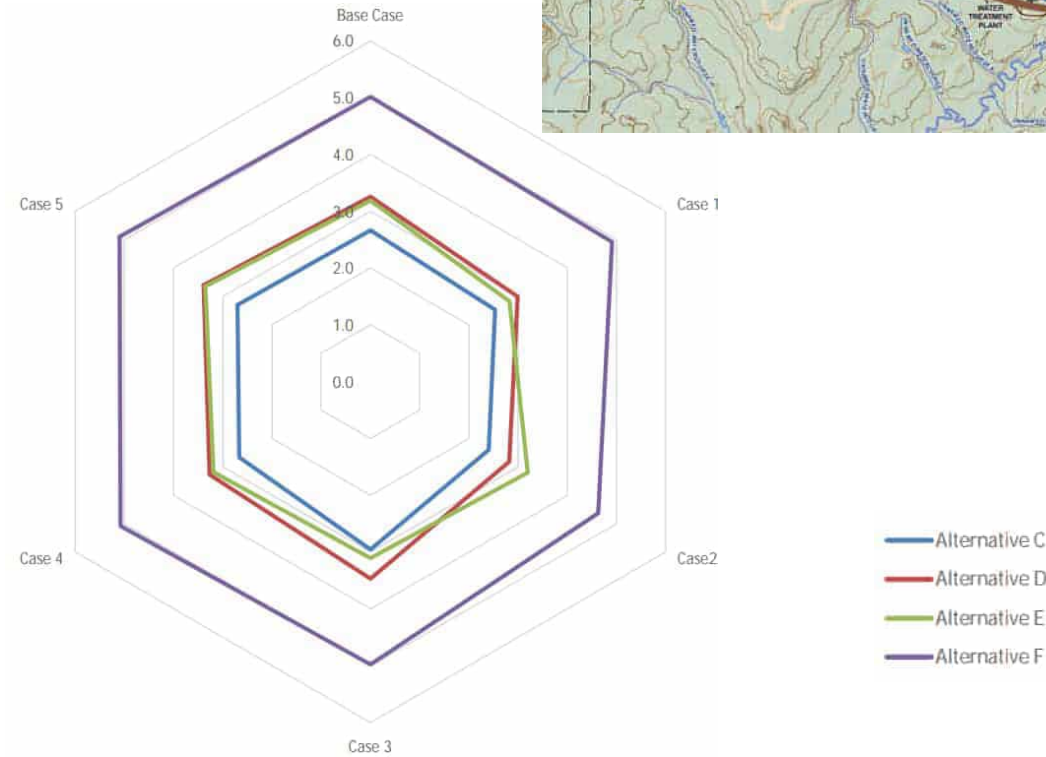 Base Case
6.0
5.0
4.0
3.0
2.0
1.0
0.0
Case 5
Case 1
Case 4
Case2
Case 3
WATER
TREATMENT
PLANT
Alternative C
Alternative D
Alternative E
Alternative F